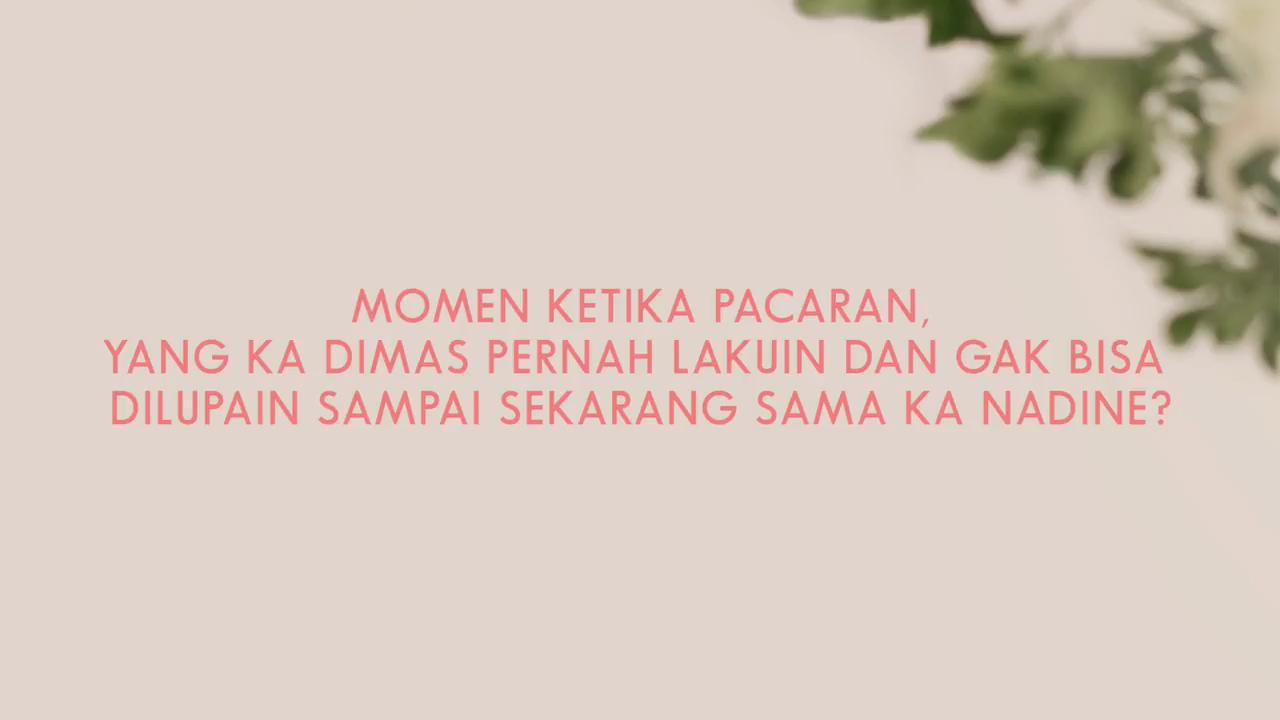 MOMEN KETIKA PACARAN,
YANG KA DIMAS PERNAH LAKUIN DAN GAK BISA
DILUPAIN SAMPAI SEKARANG SAMA KA NADINE?